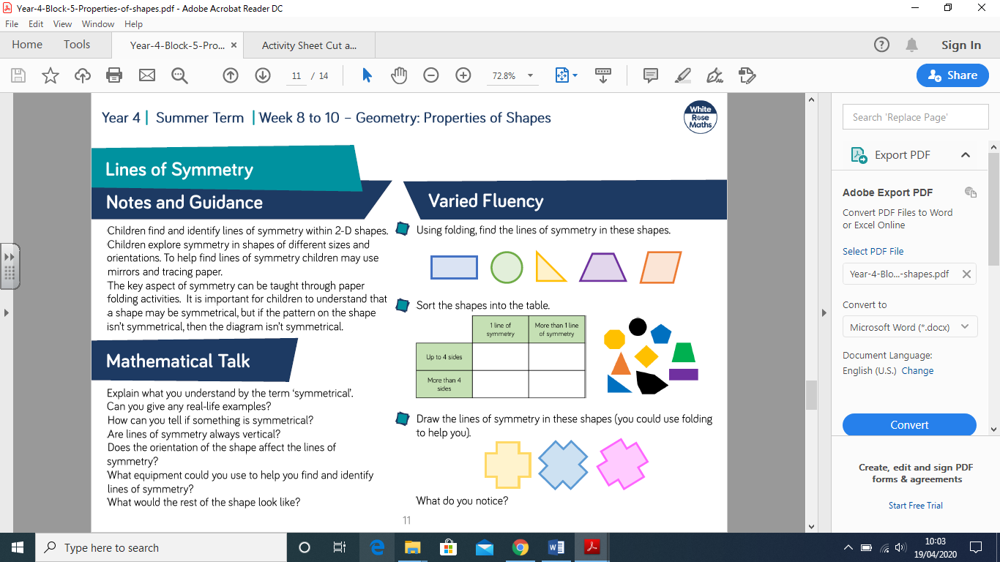 Year-4-Block-5-Properties-of-shapes.pdf - Adobe Acrobat Reader DC
File Edit View Window Help
Home Tools Year-4-Block-5-Pro... × Activity Sheet Cut a... Sign In
11 / 14 72.8% Share
Year 4 | Summer Term | Week 8 to 10 – Geometry: Properties of Shapes
White
Rose
Maths
Lines of Symmetry
Notes and Guidance
Children find and identify lines of symmetry within 2-D shapes.
Children explore symmetry in shapes of different sizes and
orientations. To help find lines of symmetry children may use
mirrors and tracing paper.
The key aspect of symmetry can be taught through paper
folding activities. It is important for children to understand that
a shape may be symmetrical, but if the pattern on the shape
isn't symmetrical, then the diagram isn't symmetrical.
Mathematical Talk
Explain what you understand by the term 'symmetrical'.
Can you give any real-life examples?
How can you tell if something is symmetrical?
Are lines of symmetry always vertical?
Does the orientation of the shape affect the lines of
symmetry?
What equipment could you use to help you find and identify
lines of symmetry?
What would the rest of the shape look like?
Varied Fluency
Using folding, find the lines of symmetry in these shapes.
Sort the shapes into the table.
1 line of
symmetry
More than 1 line
of symmetry
Up to 4 sides
More than 4
sides
Draw the lines of symmetry in these shapes (you could use folding
to help you).
What do you notice?
11
Search 'Replace Page'
Export PDF
Adobe Export PDF
Convert PDF Files to Word
or Excel Online
Select PDF File
Year-4-Blo...-shapes.pdf
Convert to
Microsoft Word (*.docx)
Document Language:
English (U.S.) Change
Convert
Create, edit and sign PDF
forms & agreements
Start Free Trial
Type here to search
10:03
19/04/2020